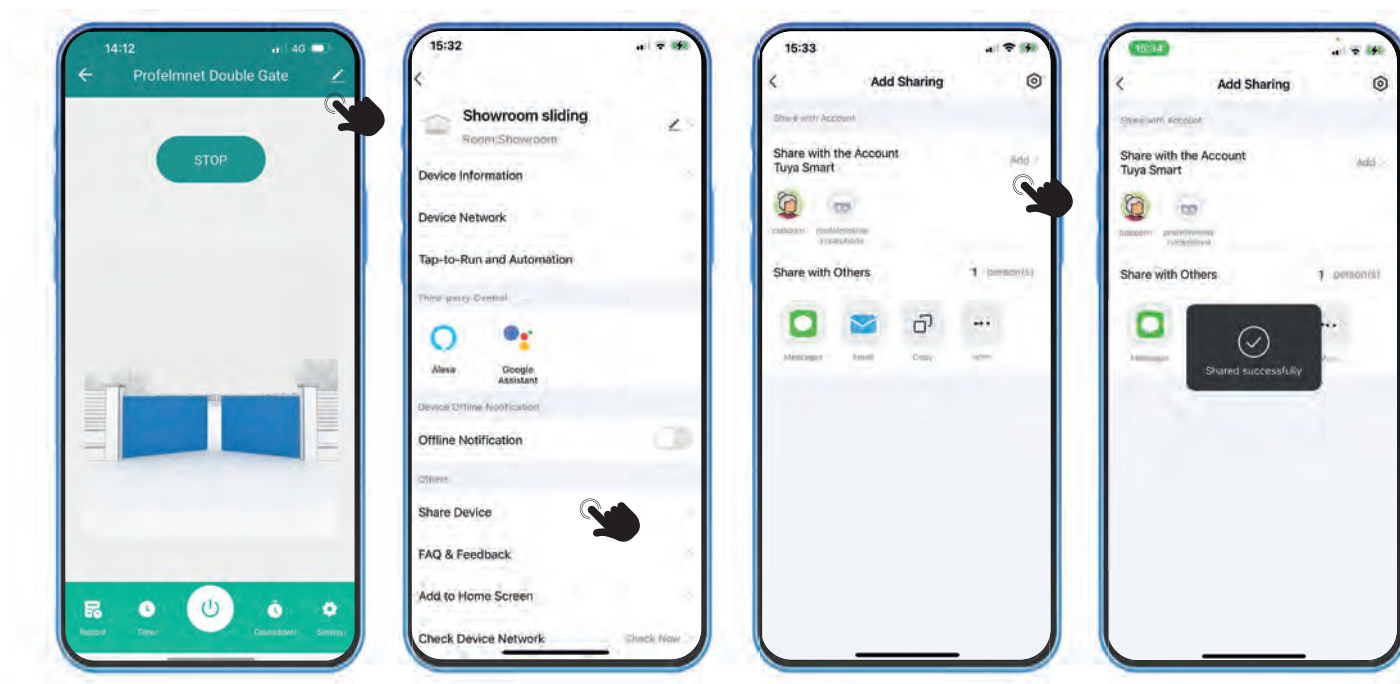 14:12
4G
Profelmnet Double Gate
STOP
Record
Timer
Countdown
Setting
15:32
Showroom sliding
Room:Showroom
Device Information
Device Network
Tap-to-Run and Automation
Third-party Control
Alexa
Google
Assistant
Device Offline Notification
Offline Notification
Others
Share Device
FAQ & Feedback
Add to Home Screen
Check Device Network
Check Now
15:33
Add Sharing
Share with Account
Share with the Account
Tuya Smart
Add
Share with Others
1 person(s)
Messages
Email
Copy
15:34
Add Sharing
Share with Account
Share with the Account
Tuya Smart
Add
Share with Others
1 person(s)
Messages
Shared successfully